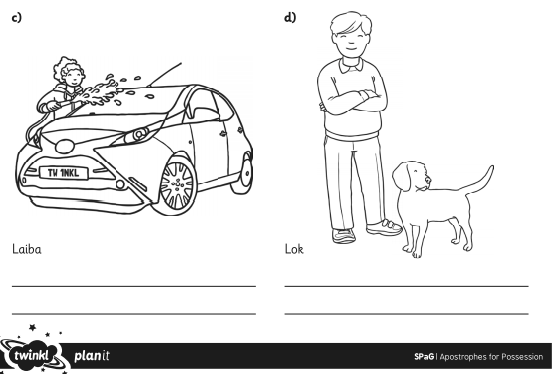 c)
d)
TW 1NKL
Laiba
Lok
twinkl planit
SPaG | Apostrophes for Possession